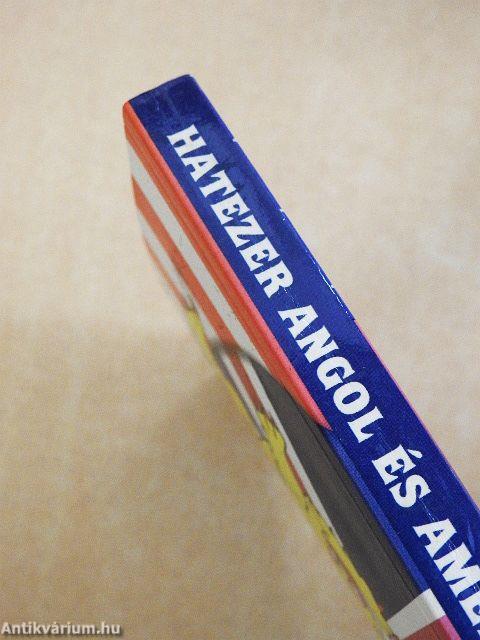 HATEZER ANGOL ÉS AME
Antikvárium.hu